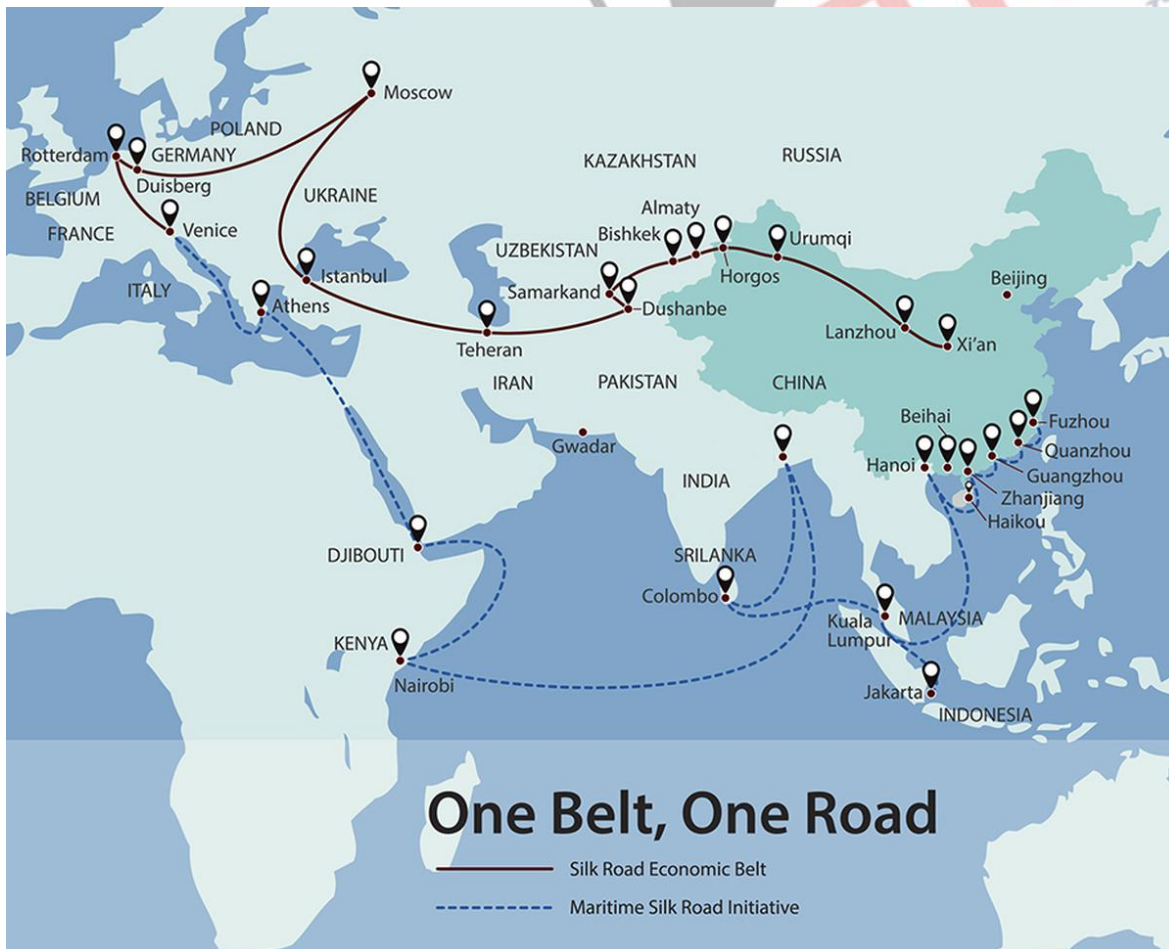 Moscow
POLAND
Rotterdam
GERMANY
Duisberg
KAZAKHSTAN
RUSSIA
BELGIUM
UKRAINE
FRANCE
Venice
Almaty
Bishkek
Urumqi
UZBEKISTAN
Horgos
ITALY
Istanbul
Samarkand
Beijing
Athens
Dushanbe
Lanzhou
Xi'an
Teheran
IRAN
PAKISTAN
CHINA
Beihai
Fuzhou
Gwadar
Quanzhou
Hanoi
Guangzhou
INDIA
Zhanjiang
Haikou
DJIBOUTI
SRILANKA
Colombo
Kuala
Lumpur
MALAYSIA
KENYA
Nairobi
Jakarta
INDONESIA
One Belt, One Road
Silk Road Economic Belt
Maritime Silk Road Initiative